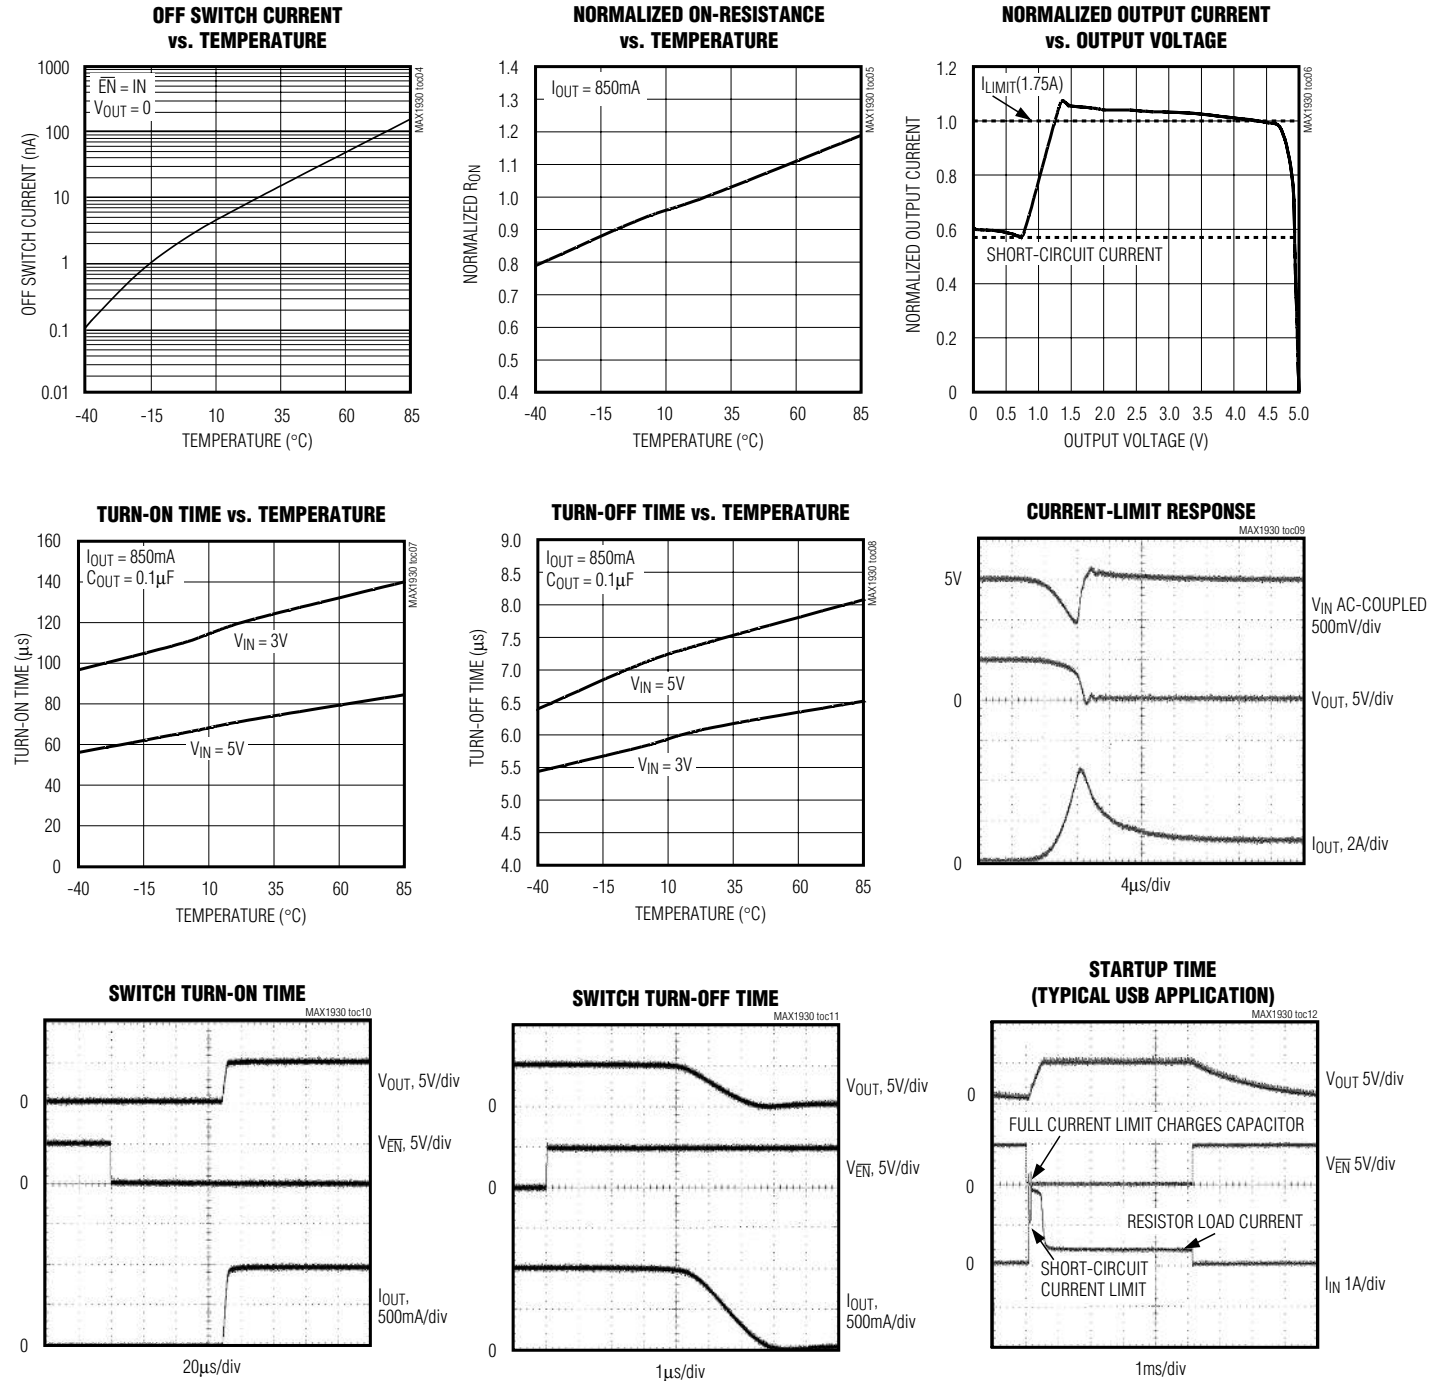 OFF SWITCH CURRENT
vs. TEMPERATURE
MAX1930 toc04
EN = IN
VOUT = 0
OFF SWITCH CURRENT (nA)
1000
100
10
1
0.1
0.01
-40 -15 10 35 60 85
TEMPERATURE (°C)
NORMALIZED ON-RESISTANCE
vs. TEMPERATURE
MAX1930 toc05
IOUT = 850mA
NORMALIZED RON
1.4
1.3
1.2
1.1
1.0
0.9
0.8
0.7
0.6
0.5
0.4
-40 -15 10 35 60 85
TEMPERATURE (°C)
NORMALIZED OUTPUT CURRENT
vs. OUTPUT VOLTAGE
MAX1930 toc06
ILIMIT(1.75A)
SHORT-CIRCUIT CURRENT
NORMALIZED OUTPUT CURRENT
1.2
1.0
0.8
0.6
0.4
0.2
0
0 0.5 1.0 1.5 2.0 2.5 3.0 3.5 4.0 4.5 5.0
OUTPUT VOLTAGE (V)
TURN-ON TIME vs. TEMPERATURE
MAX1930 toc07
IOUT = 850mA
COUT = 0.1µF
VIN = 3V
VIN = 5V
TURN-ON TIME (µs)
160
140
120
100
80
60
40
20
0
-40 -15 10 35 60 85
TEMPERATURE (°C)
TURN-OFF TIME vs. TEMPERATURE
MAX1930 toc08
IOUT = 850mA
COUT = 0.1µF
VIN = 5V
VIN = 3V
TURN-OFF TIME (µs)
9.0
8.5
8.0
7.5
7.0
6.5
6.0
5.5
5.0
4.5
4.0
-40 -15 10 35 60 85
TEMPERATURE (°C)
CURRENT-LIMIT RESPONSE
MAX1930 toc09
5V
VIN AC-COUPLED
500mV/div
0
VOUT, 5V/div
0
IOUT, 2A/div
4µs/div
SWITCH TURN-ON TIME
MAX1930 toc10
VOUT, 5V/div
0
VEN, 5V/div
0
IOUT,
500mA/div
0
20µs/div
SWITCH TURN-OFF TIME
MAX1930 toc11
VOUT, 5V/div
0
VEN, 5V/div
0
IOUT,
500mA/div
0
1µs/div
STARTUP TIME
(TYPICAL USB APPLICATION)
MAX1930 toc12
VOUT 5V/div
0
FULL CURRENT LIMIT CHARGES CAPACITOR
VEN 5V/div
0
RESISTOR LOAD CURRENT
0
SHORT-CIRCUIT
CURRENT LIMIT
IIN 1A/div
1ms/div